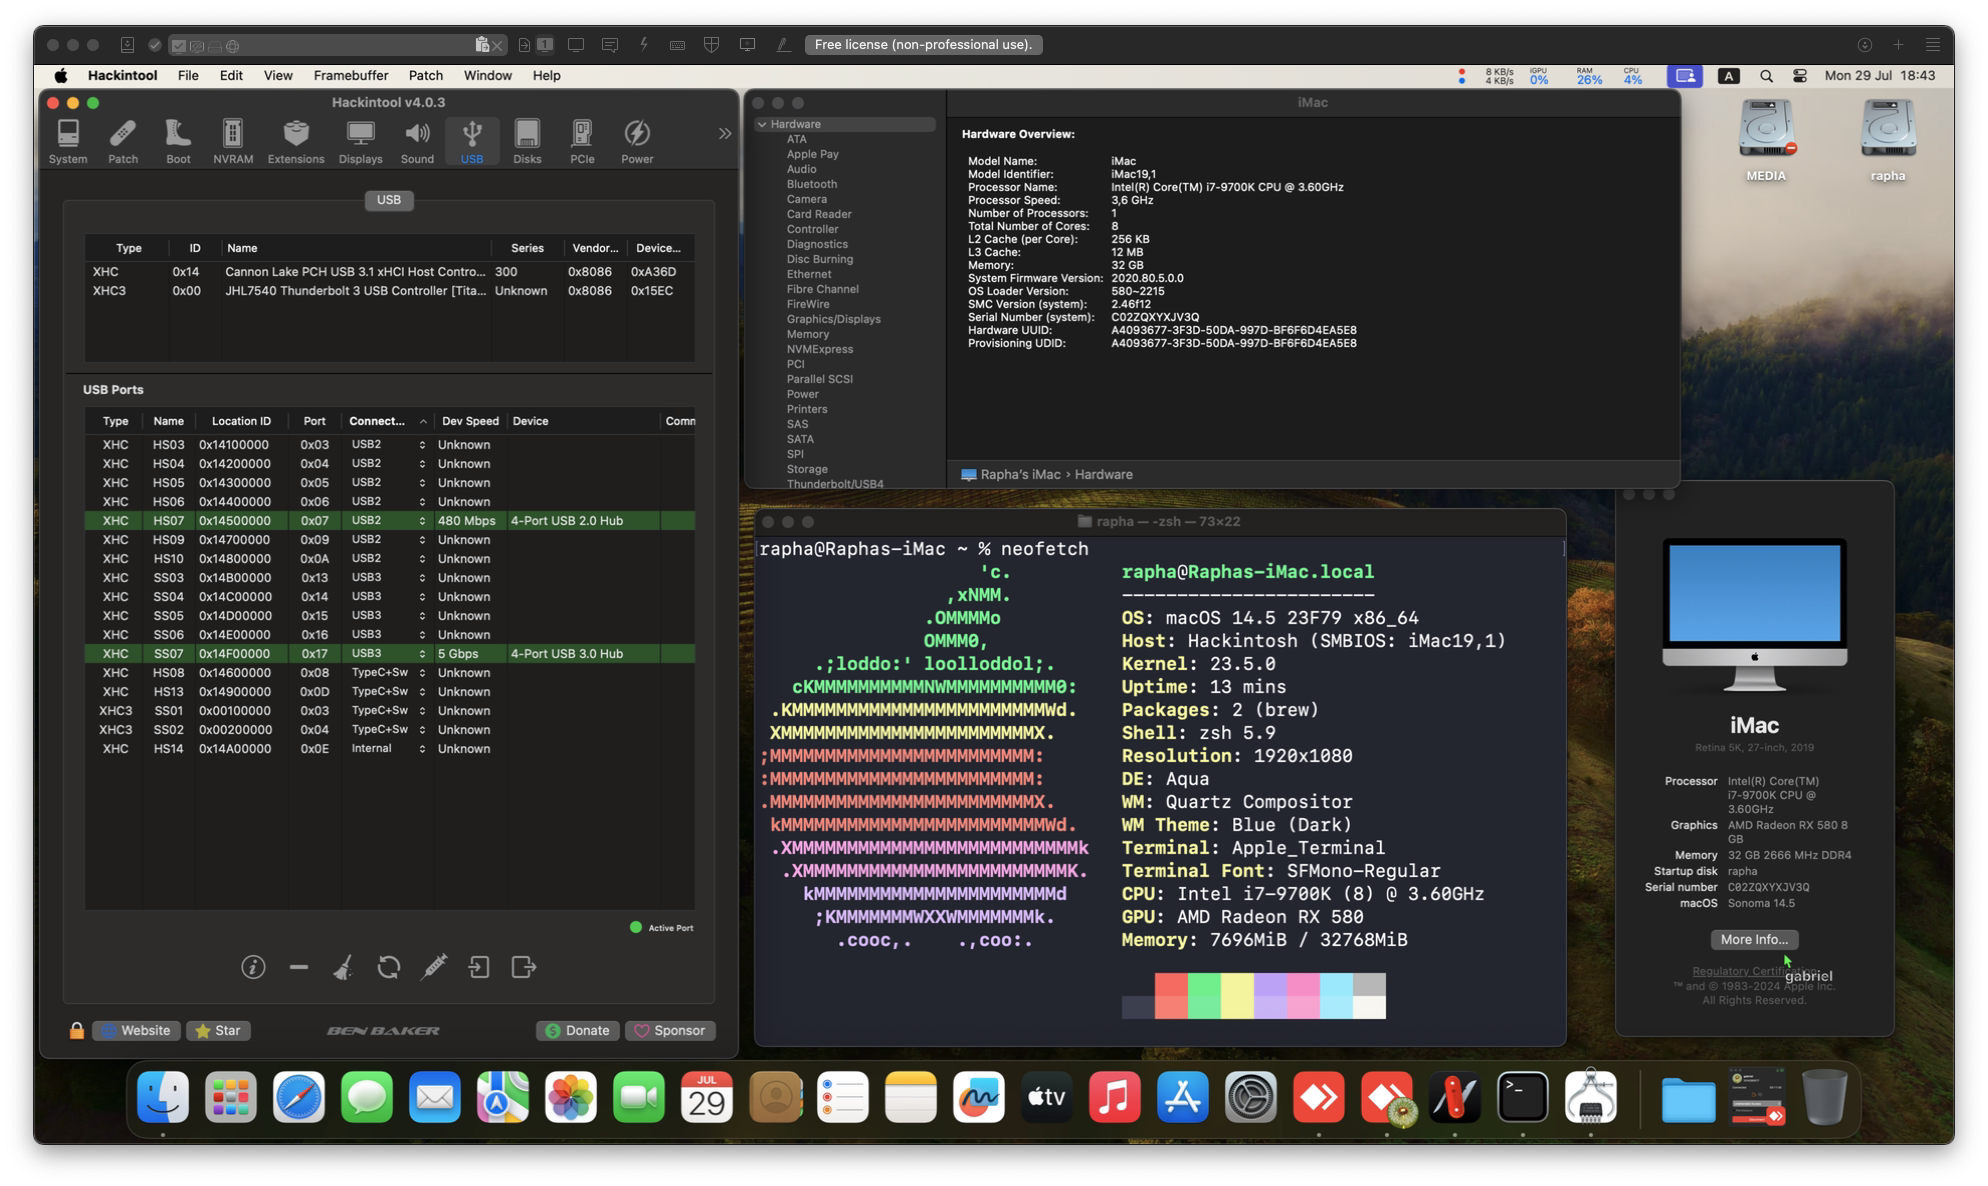 1
Free license (non-professional use).
Hackintool File Edit View Framebuffer Patch Window Help
8 KB/s
4 KB/s
iGPU
0%
RAM
26%
CPU
4%
A
Mon 29 Jul 18:43
Hackintool v4.0.3
System Patch Boot NVRAM Extensions Displays Sound USB Disks PCIe Power
USB
Type ID Name Series Vendor... Device...
XHC 0x14 Cannon Lake PCH USB 3.1 xHCI Host Contro... 300 0x8086 0xA36D
XHC3 0x00 JHL7540 Thunderbolt 3 USB Controller [Tita... Unknown 0x8086 0x15EC
USB Ports
Type Name Location ID Port Connect... Dev Speed Device Comn
XHC HS03 0x14100000 0x03 USB2 Unknown
XHC HS04 0x14200000 0x04 USB2 Unknown
XHC HS05 0x14300000 0x05 USB2 Unknown
XHC HS06 0x14400000 0x06 USB2 Unknown
XHC HS07 0x14500000 0x07 USB2 480 Mbps 4-Port USB 2.0 Hub
XHC HS09 0x14700000 0x09 USB2 Unknown
XHC HS10 0x14800000 0x0A USB2 Unknown
XHC SS03 0x14B00000 0x13 USB3 Unknown
XHC SS04 0x14C00000 0x14 USB3 Unknown
XHC SS05 0x14D00000 0x15 USB3 Unknown
XHC SS06 0x14E00000 0x16 USB3 Unknown
XHC SS07 0x14F00000 0x17 USB3 5 Gbps 4-Port USB 3.0 Hub
XHC HS08 0x14600000 0x08 TypeC+Sw Unknown
XHC HS13 0x14900000 0x0D TypeC+Sw Unknown
XHC3 SS01 0x00100000 0x03 TypeC+Sw Unknown
XHC3 SS02 0x00200000 0x04 TypeC+Sw Unknown
XHC HS14 0x14A00000 0x0E Internal Unknown
Active Port
Website Star BEN BAKER Donate Sponsor
iMac
Hardware
ATA
Apple Pay
Audio
Bluetooth
Camera
Card Reader
Controller
Diagnostics
Disc Burning
Ethernet
Fibre Channel
FireWire
Graphics/Displays
Memory
NVMExpress
PCI
Parallel SCSI
Power
Printers
SAS
SATA
SPI
Storage
Thunderbolt/USB4
Hardware Overview:
Model Name: iMac
Model Identifier: iMac19,1
Processor Name: Intel(R) Core(TM) i7-9700K CPU @ 3.60GHz
Processor Speed: 3,6 GHz
Number of Processors: 1
Total Number of Cores: 8
L2 Cache (per Core): 256 KB
L3 Cache: 12 MB
Memory: 32 GB
System Firmware Version: 2020.80.5.0.0
OS Loader Version: 580~2215
SMC Version (system): 2.46f12
Serial Number (system): C02ZQXYXJV3Q
Hardware UUID: A4093677-3F3D-50DA-997D-BF6F6D4EA5E8
Provisioning UDID: A4093677-3F3D-50DA-997D-BF6F6D4EA5E8
Rapha's iMac › Hardware
MEDIA
rapha
rapha — -zsh — 73×22
[rapha@Raphas-iMac ~ % neofetch ]
'c. rapha@Raphas-iMac.local
,xNMM. -----------------------
.OMMMMo OS: macOS 14.5 23F79 x86_64
OMMM0, Host: Hackintosh (SMBIOS: iMac19,1)
.;loddo:' loolloddol;. Kernel: 23.5.0
cKMMMMMMMMMMNWMMMMMMMMMM0: Uptime: 13 mins
.KMMMMMMMMMMMMMMMMMMMMMMMWd. Packages: 2 (brew)
XMMMMMMMMMMMMMMMMMMMMMMMX. Shell: zsh 5.9
;MMMMMMMMMMMMMMMMMMMMMMMM: Resolution: 1920x1080
:MMMMMMMMMMMMMMMMMMMMMMMM: DE: Aqua
.MMMMMMMMMMMMMMMMMMMMMMMMX. WM: Quartz Compositor
kMMMMMMMMMMMMMMMMMMMMMMMMWd. WM Theme: Blue (Dark)
.XMMMMMMMMMMMMMMMMMMMMMMMMMMk Terminal: Apple_Terminal
.XMMMMMMMMMMMMMMMMMMMMMMMMK. Terminal Font: SFMono-Regular
kMMMMMMMMMMMMMMMMMMMMMMd CPU: Intel i7-9700K (8) @ 3.60GHz
;KMMMMMMMWXXWMMMMMMMk. GPU: AMD Radeon RX 580
.cooc,. .,coo:. Memory: 7696MiB / 32768MiB
iMac
Retina 5K, 27-inch, 2019
Processor Intel(R) Core(TM)
i7-9700K CPU @
3.60GHz
Graphics AMD Radeon RX 580 8
GB
Memory 32 GB 2666 MHz DDR4
Startup disk rapha
Serial number C02ZQXYXJV3Q
macOS Sonoma 14.5
More Info...
gabriel
Regulatory Certification
™ and © 1983-2024 Apple Inc.
All Rights Reserved.
JUL
29
tv
>_